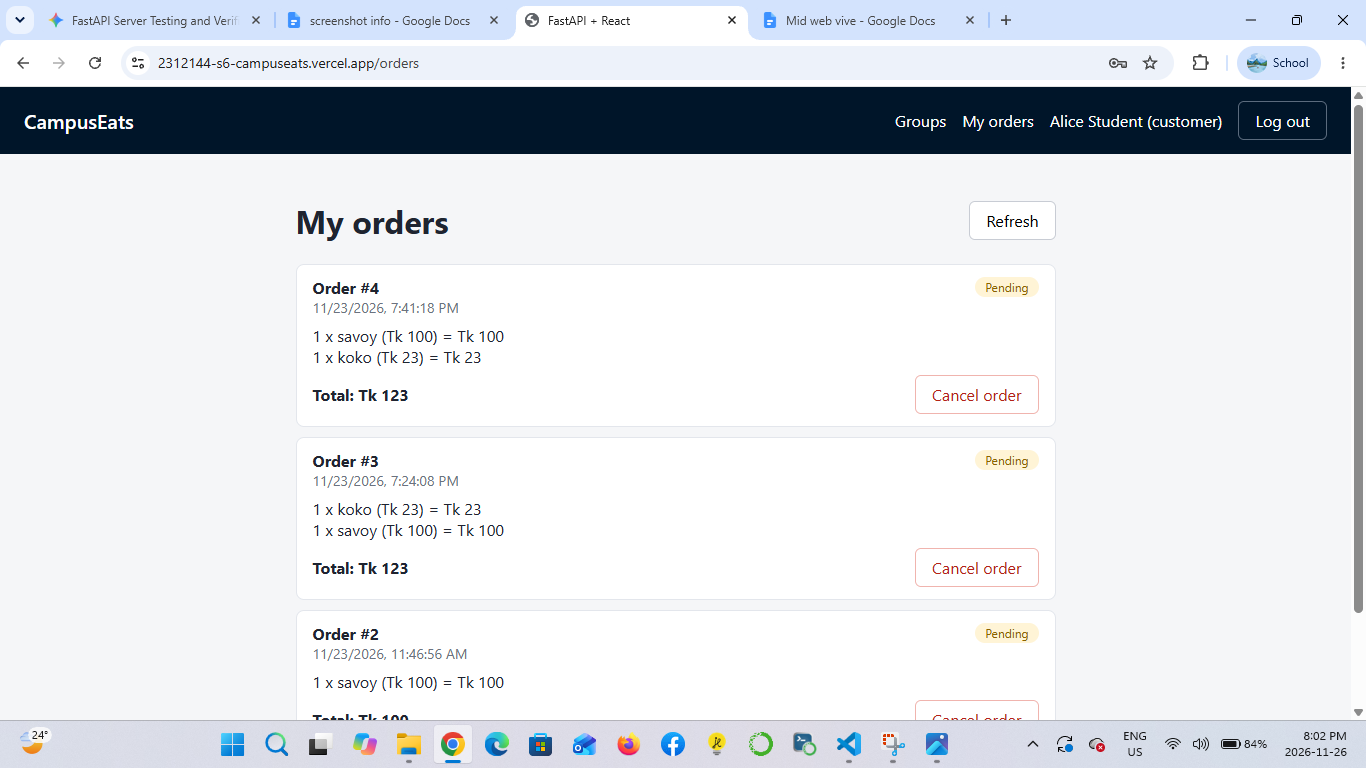 FastAPI Server Testing and Verif
screenshot info - Google Docs
FastAPI + React
Mid web vive - Google Docs
2312144-s6-campuseats.vercel.app/orders
School
CampusEats
Groups
My orders
Alice Student (customer)
Log out
My orders
Refresh
Order #4
Pending
11/23/2026, 7:41:18 PM
1 x savoy (Tk 100) = Tk 100
1 x koko (Tk 23) = Tk 23
Total: Tk 123
Cancel order
Order #3
Pending
11/23/2026, 7:24:08 PM
1 x koko (Tk 23) = Tk 23
1 x savoy (Tk 100) = Tk 100
Total: Tk 123
Cancel order
Order #2
Pending
11/23/2026, 11:46:56 AM
1 x savoy (Tk 100) = Tk 100
Total: Tk 100
Cancel order
24°
ENG
US
84%
8:02 PM
2026-11-26